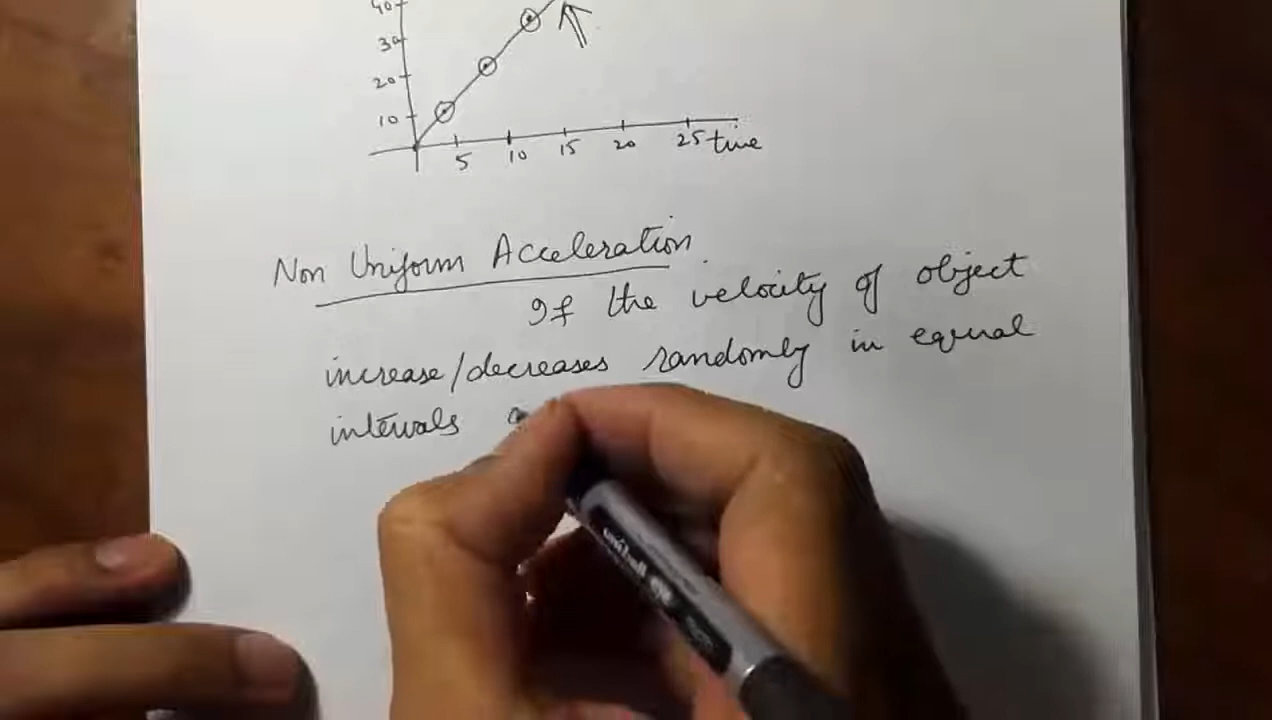 40
30
20
10
5 10 15 20 25 time
Non Uniform Acceleration.
If the velocity of object
increase/decreases randomly in equal
intervals